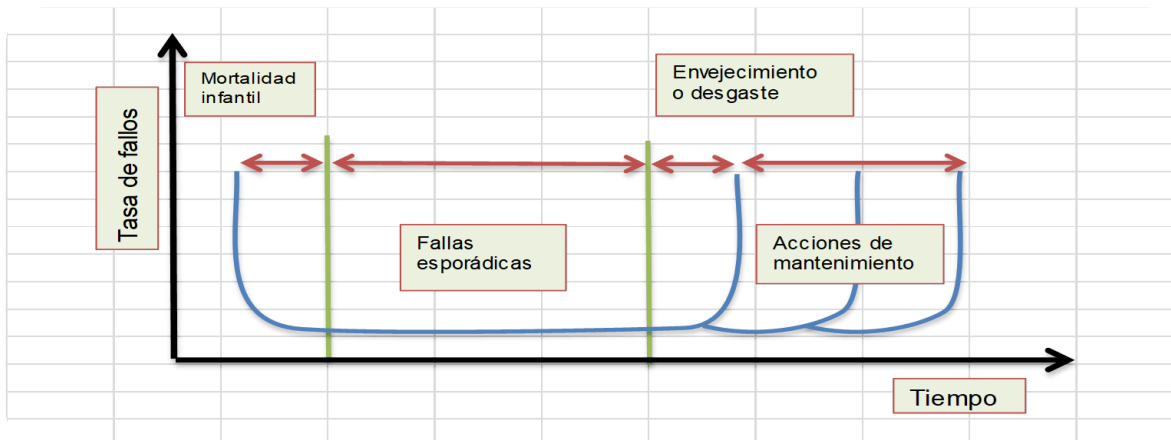 Mortalidad
infantil
Envejecimiento
o desgaste
Tasa de fallos
Fallas
esporádicas
Acciones de
mantenimiento
Tiempo